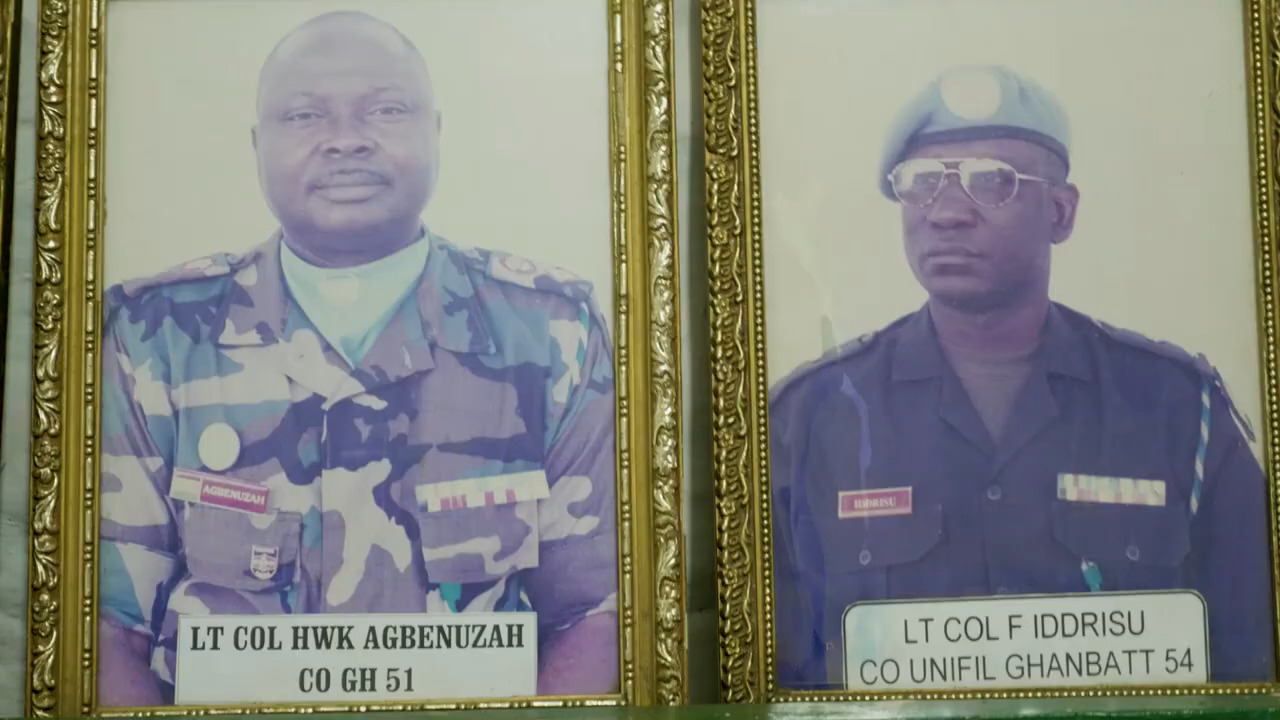 AGBENUZAH
LT COL HWK AGBENUZAH
CO GH 51
IDDRISU
LT COL F IDDRISU
CO UNIFIL GHANBATT 54